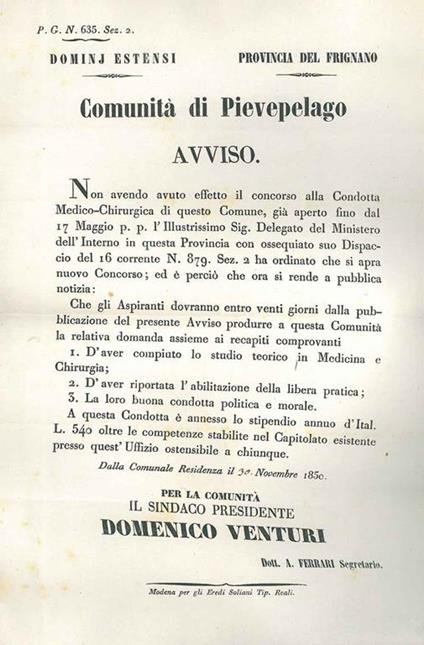 P. G. N. 635. Sez. 2.
DOMINJ ESTENSI PROVINCIA DEL FRIGNANO
Comunità di Pievepelago
AVVISO.
Non avendo avuto effetto il concorso alla Condotta
Medico-Chirurgica di questo Comune, già aperto fino dal
17 Maggio p. p. l'Illustrissimo Sig. Delegato del Ministero
dell'Interno in questa Provincia con ossequiato suo Dispac-
cio del 16 corrente N. 879. Sez. 2 ha ordinato che si apra
nuovo Concorso; ed è perciò che ora si rende a pubblica
notizia:
Che gli Aspiranti dovranno entro venti giorni dalla pub-
blicazione del presente Avviso produrre a questa Comunità
la relativa domanda assieme ai recapiti comprovanti
1. D'aver compiuto lo studio teorico in Medicina e
Chirurgia;
2. D'aver riportata l'abilitazione della libera pratica;
3. La loro buona condotta politica e morale.
A questa Condotta è annesso lo stipendio annuo d'Ital.
L. 540 oltre le competenze stabilite nel Capitolato esistente
presso quest'Uffizio ostensibile a chiunque.
Dalla Comunale Residenza il Novembre 1850.
PER LA COMUNITÀ
IL SINDACO PRESIDENTE
DOMENICO VENTURI
Dott. A. FERRARI Segretario.
Modena per gli Eredi Soliani Tip. Reali.